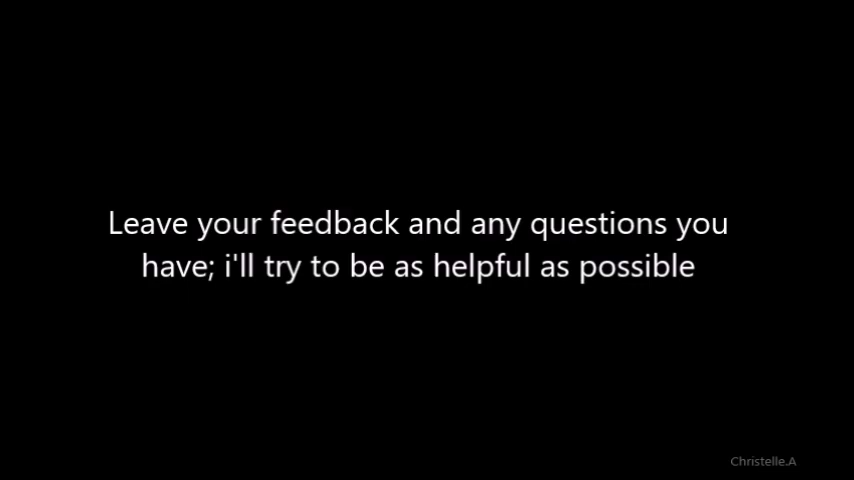 Leave your feedback and any questions you
have; i'll try to be as helpful as possible
Christelle.A